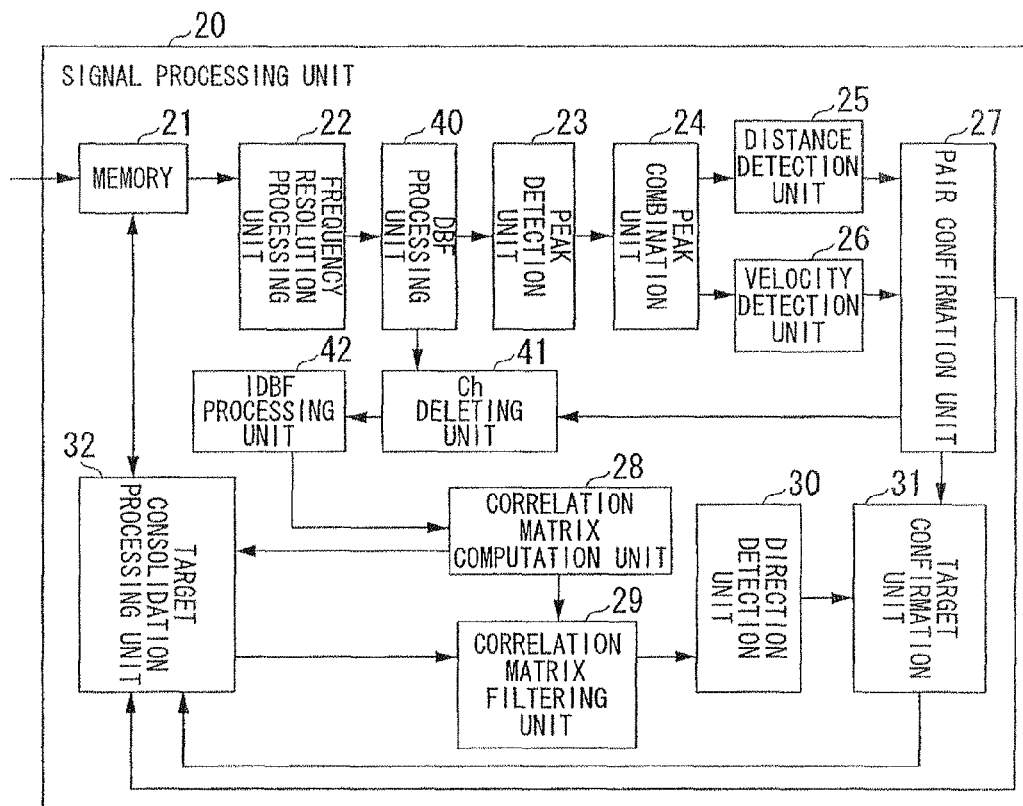 20
SIGNAL PROCESSING UNIT
21
MEMORY
22
FREQUENCY
RESOLUTION
PROCESSING
UNIT
40
DBF
PROCESSING
UNIT
23
PEAK
DETECTION
UNIT
24
PEAK
COMBINATION
UNIT
25
DISTANCE
DETECTION
UNIT
26
VELOCITY
DETECTION
UNIT
27
PAIR CONFIRMATION UNIT
42
IDBF
PROCESSING
UNIT
41
Ch
DELETING
UNIT
32
TARGET
CONSOLIDATION
PROCESSING UNIT
28
CORRELATION
MATRIX
COMPUTATION UNIT
29
CORRELATION
MATRIX
FILTERING
UNIT
30
DIRECTION
DETECTION
UNIT
31
TARGET
CONFIRMATION
UNIT